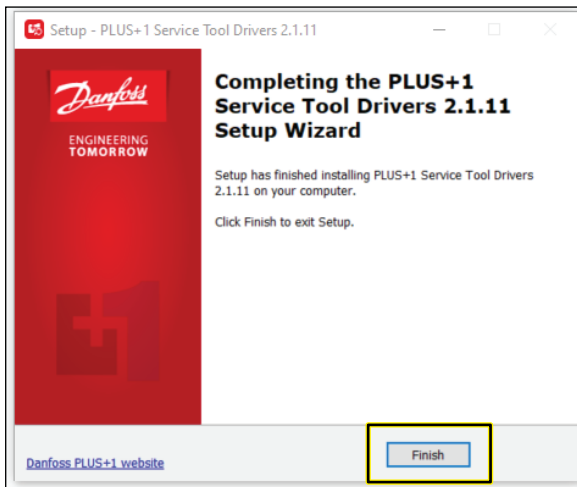 Setup - PLUS+1 Service Tool Drivers 2.1.11
Danfoss
ENGINEERING
TOMORROW
Completing the PLUS+1
Service Tool Drivers 2.1.11
Setup Wizard
Setup has finished installing PLUS+1 Service Tool Drivers
2.1.11 on your computer.
Click Finish to exit Setup.
+1
Danfoss PLUS+1 website
Finish